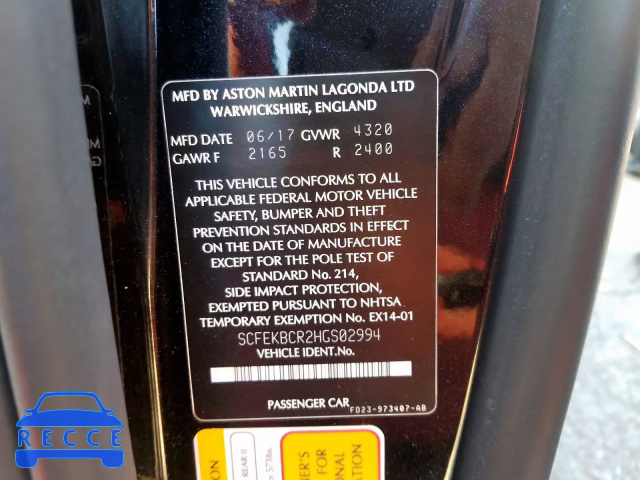 MFD BY ASTON MARTIN LAGONDA LTD
WARWICKSHIRE, ENGLAND
MFD DATE 06/17 GVWR 4320
GAWR F 2165 R 2400
THIS VEHICLE CONFORMS TO ALL
APPLICABLE FEDERAL MOTOR VEHICLE
SAFETY, BUMPER AND THEFT
PREVENTION STANDARDS IN EFFECT
ON THE DATE OF MANUFACTURE
EXCEPT FOR THE POLE TEST OF
STANDARD No. 214,
SIDE IMPACT PROTECTION,
EXEMPTED PURSUANT TO NHTSA
TEMPORARY EXEMPTION No. EX14-01
SCFEKBCR2HGS02994
VEHICLE IDENT.No.
PASSENGER CAR
FD23-973407-AB
REAR 0
FOR
RECCE